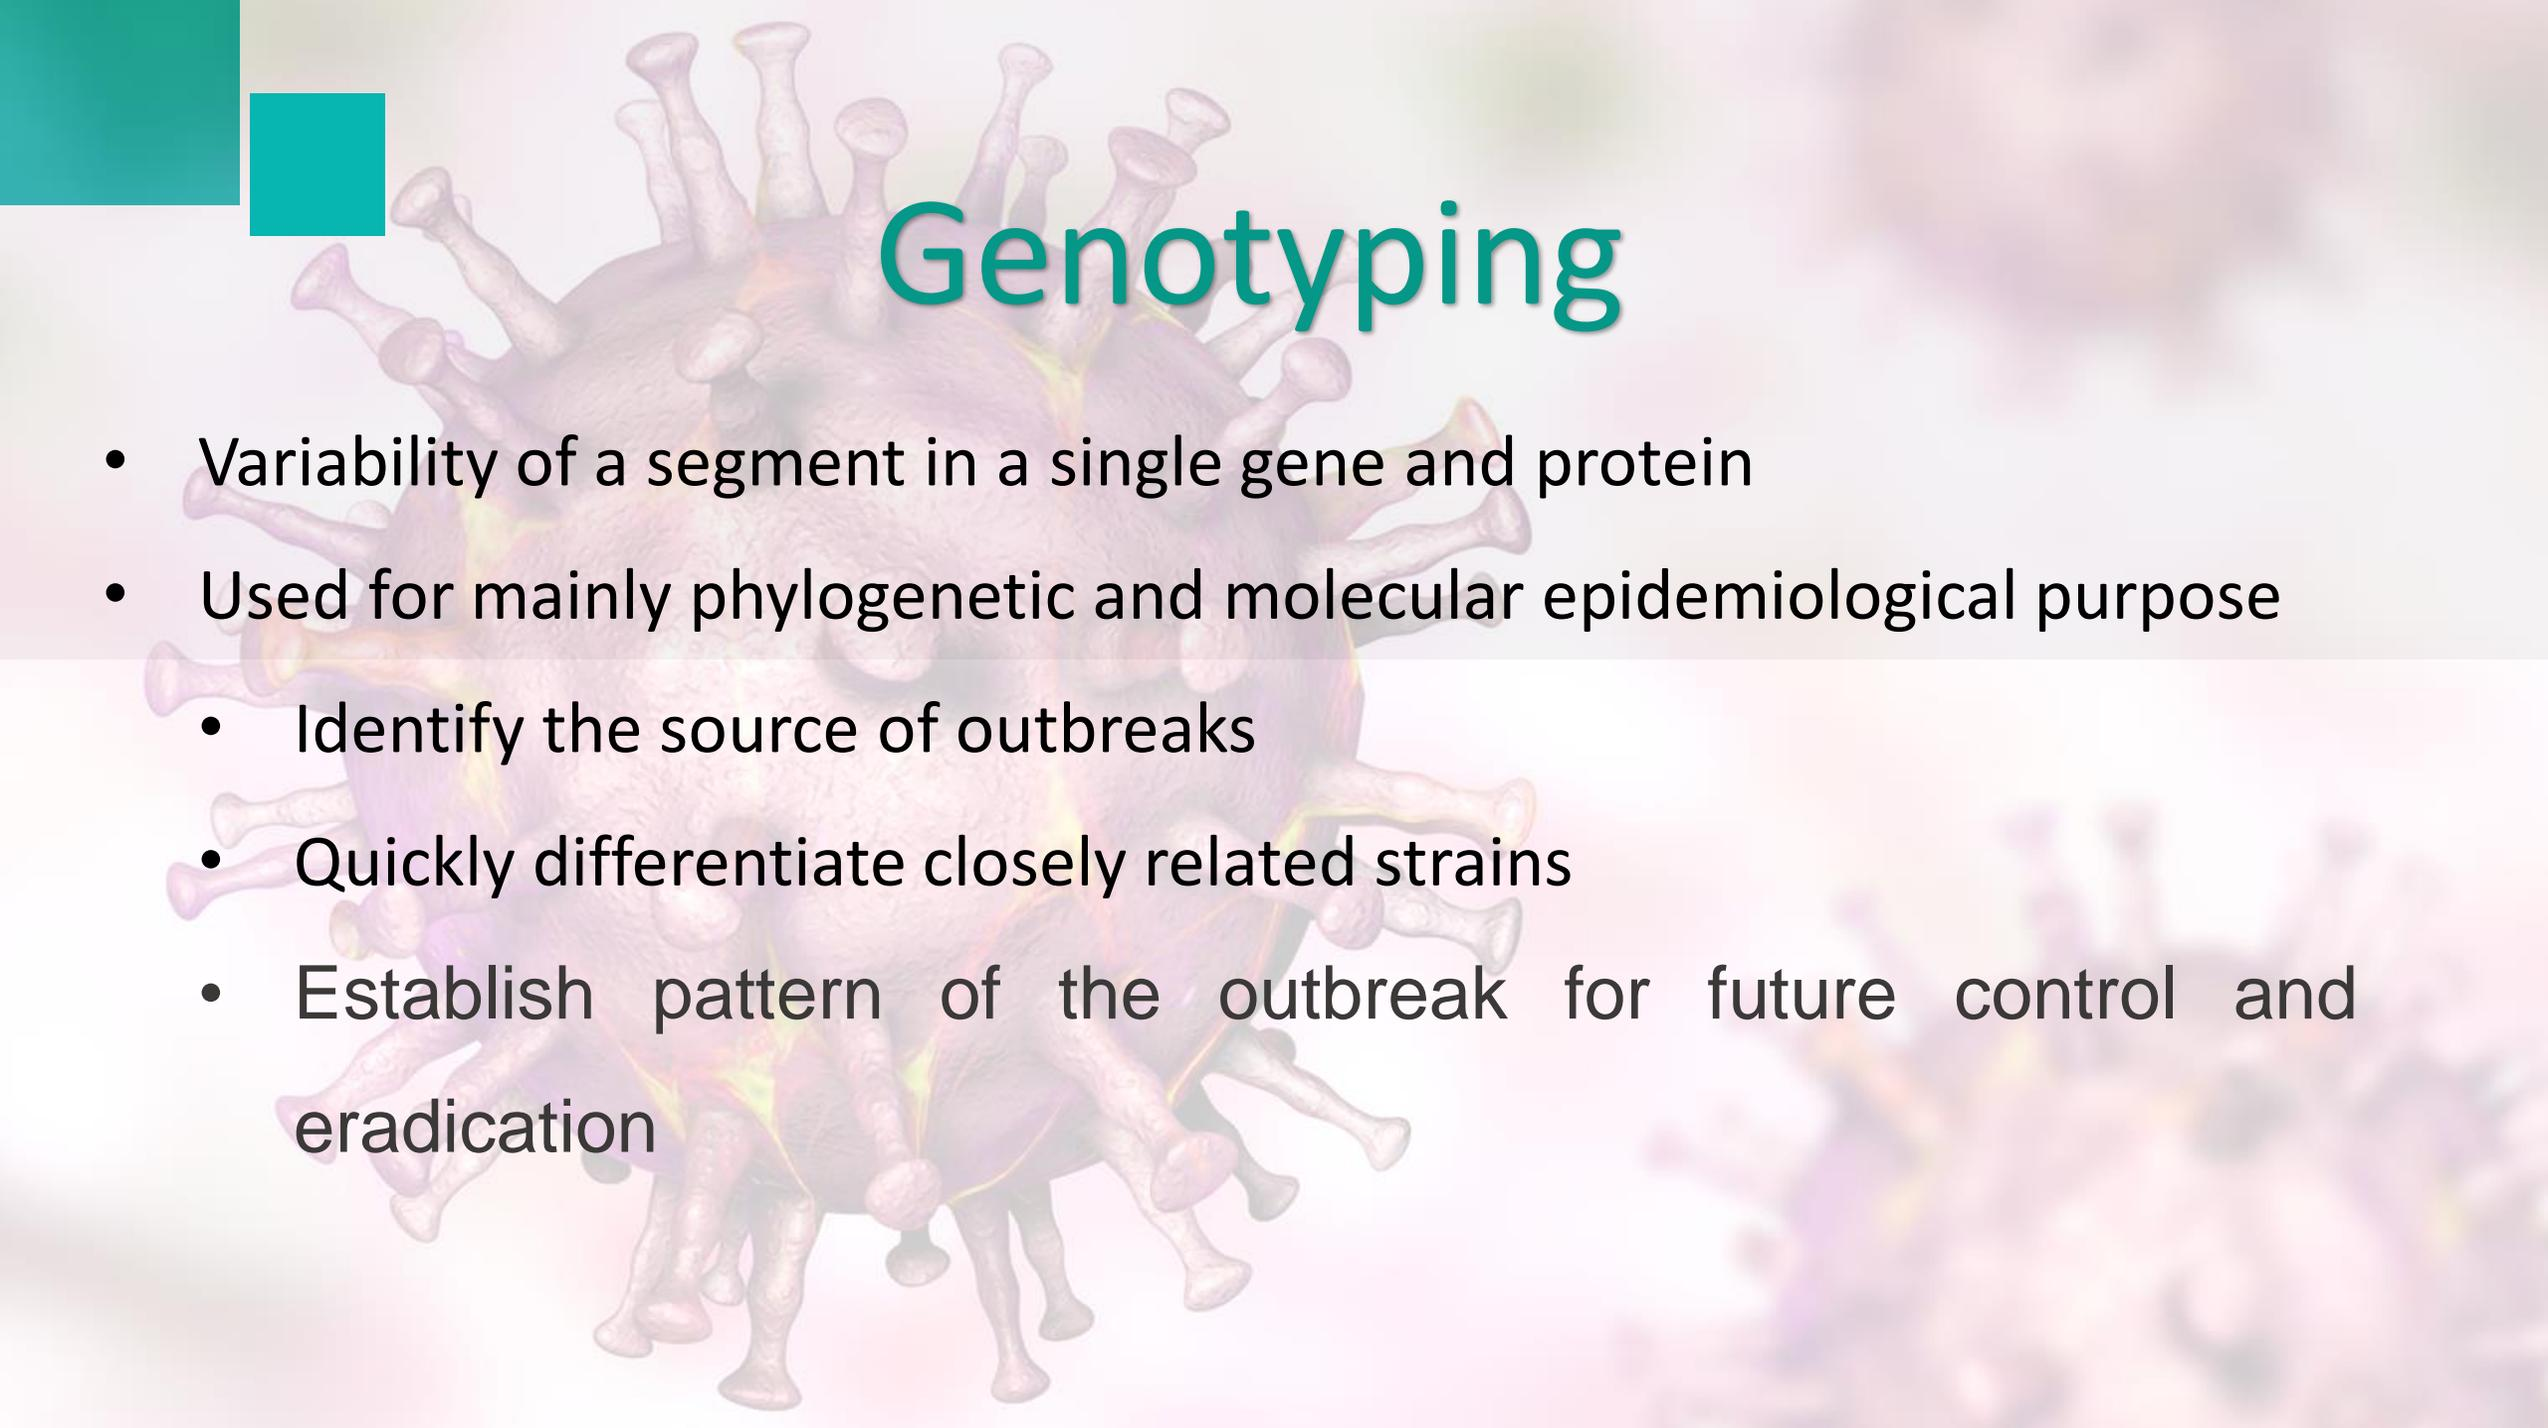 Genotyping
• Variability of a segment in a single gene and protein
• Used for mainly phylogenetic and molecular epidemiological purpose
• Identify the source of outbreaks
• Quickly differentiate closely related strains
• Establish pattern of the outbreak for future control and
eradication